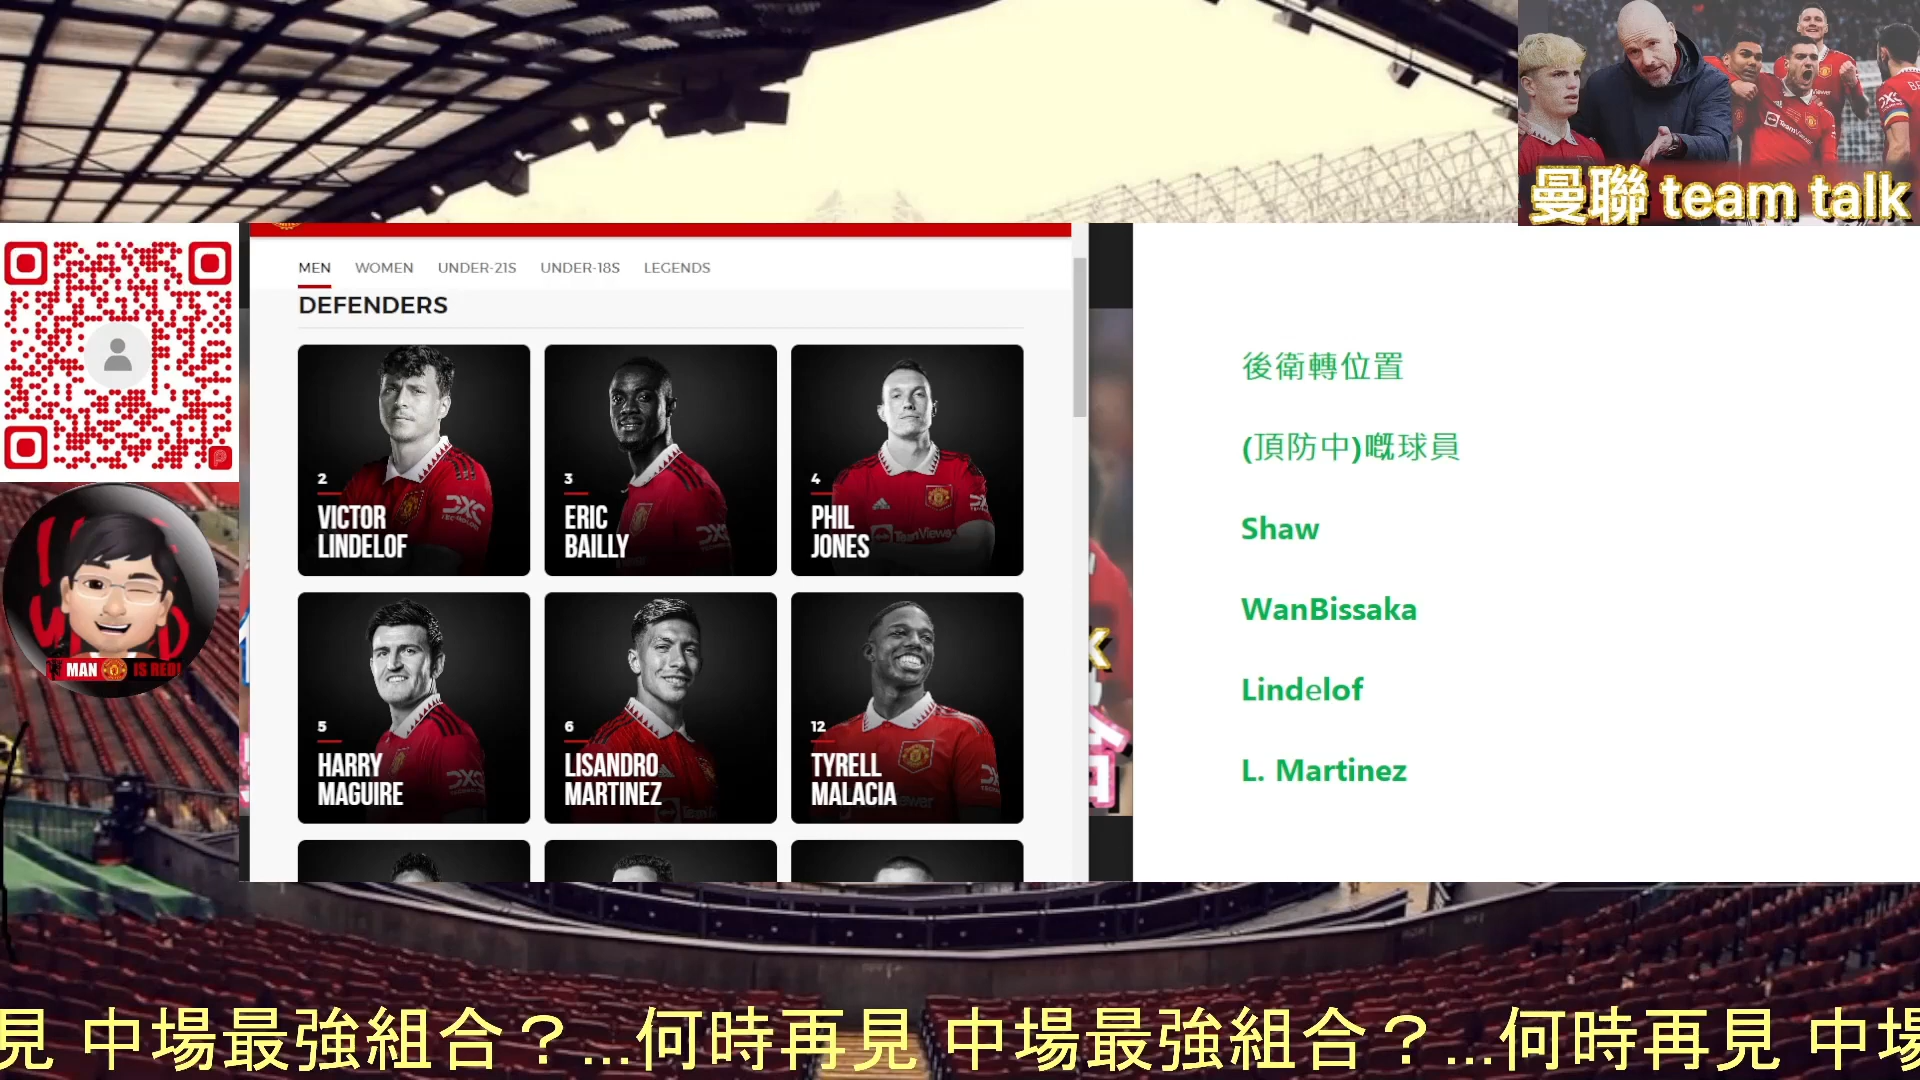 曼聯 team talk
MEN WOMEN UNDER-21S UNDER-18S LEGENDS
DEFENDERS
2
VICTOR
LINDELOF
3
ERIC
BAILLY
4
PHIL
JONES
5
HARRY
MAGUIRE
6
LISANDRO
MARTINEZ
12
TYRELL
MALACIA
MAN IS RED!
後衛轉位置
(頂防中)嘅球員
Shaw
WanBissaka
Lindelof
L. Martinez
見 中場最強組合？...何時再見 中場最強組合？...何時再見 中場